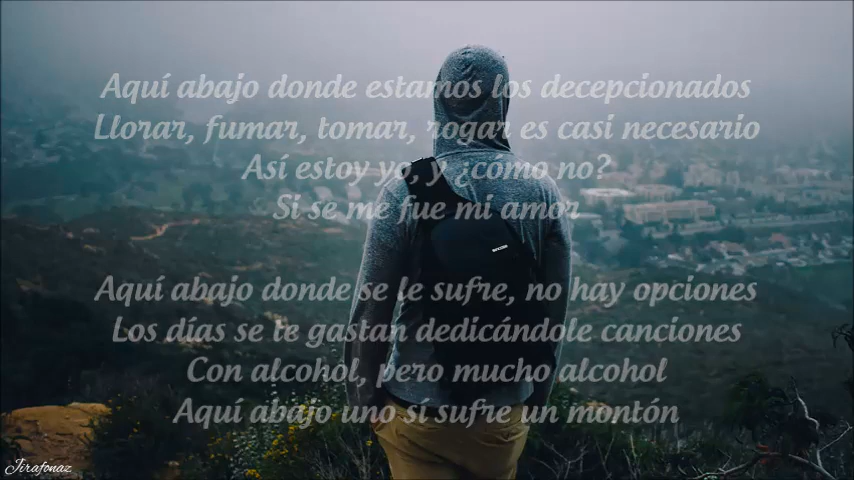 Aquí abajo donde estamos los decepcionados
Llorar, fumar, tomar, rogar es casi necesario
Así estoy yo, y ¿cómo no?
Si se me fue mi amor
Aquí abajo donde se le sufre, no hay opciones
Los días se te gastan dedicándole canciones
Con alcohol, pero mucho alcohol
Aquí abajo uno sí sufre un montón
Jirafonaz